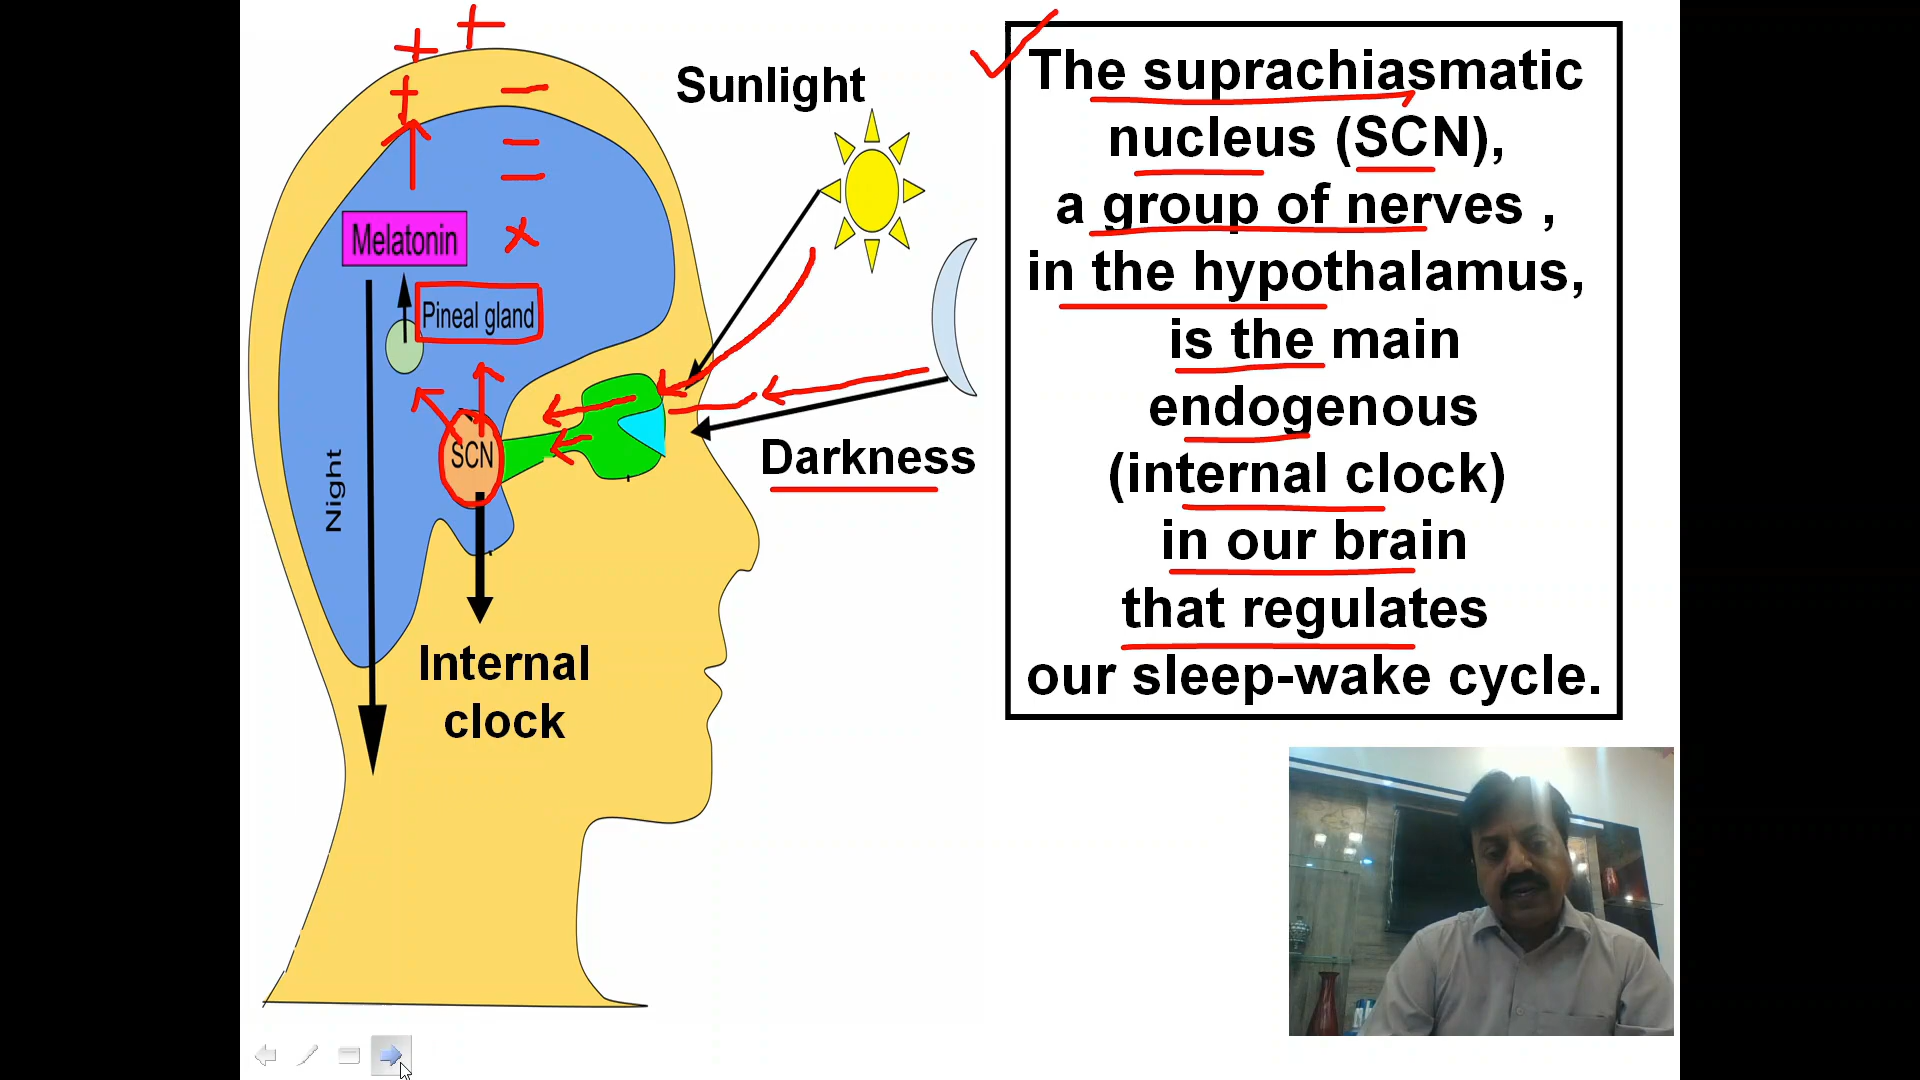 Sunlight
Melatonin
Pineal gland
SCN
Night
Darkness
Internal
clock
The suprachiasmatic
nucleus (SCN),
a group of nerves ,
in the hypothalamus,
is the main
endogenous
(internal clock)
in our brain
that regulates
our sleep-wake cycle.